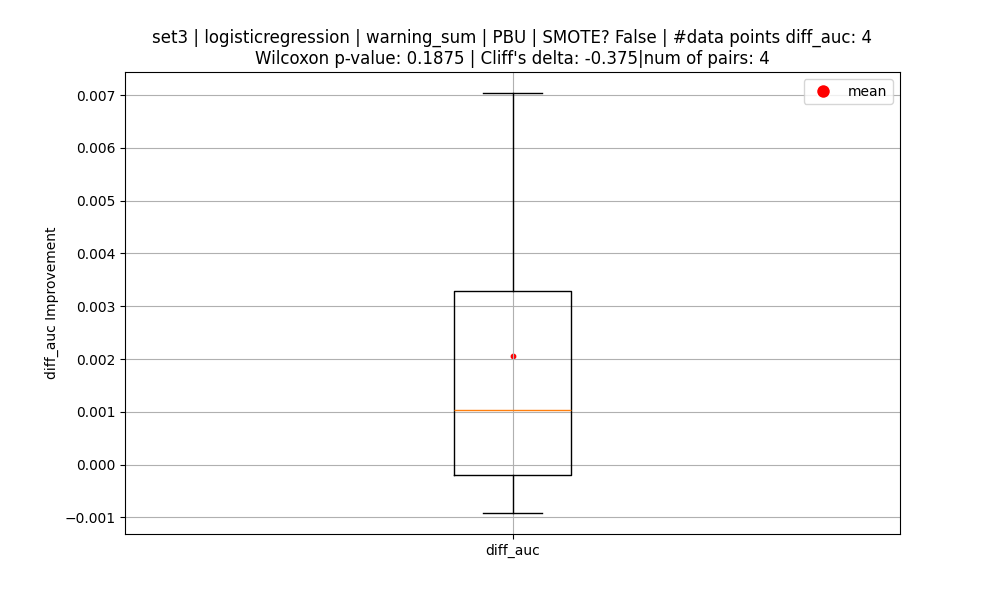 set3 | logisticregression | warning_sum | PBU | SMOTE? False | #data points diff_auc: 4
Wilcoxon p-value: 0.1875 | Cliff's delta: -0.375|num of pairs: 4
mean
0.007
0.006
0.005
0.004
0.003
0.002
0.001
0.000
−0.001
diff_auc Improvement
diff_auc